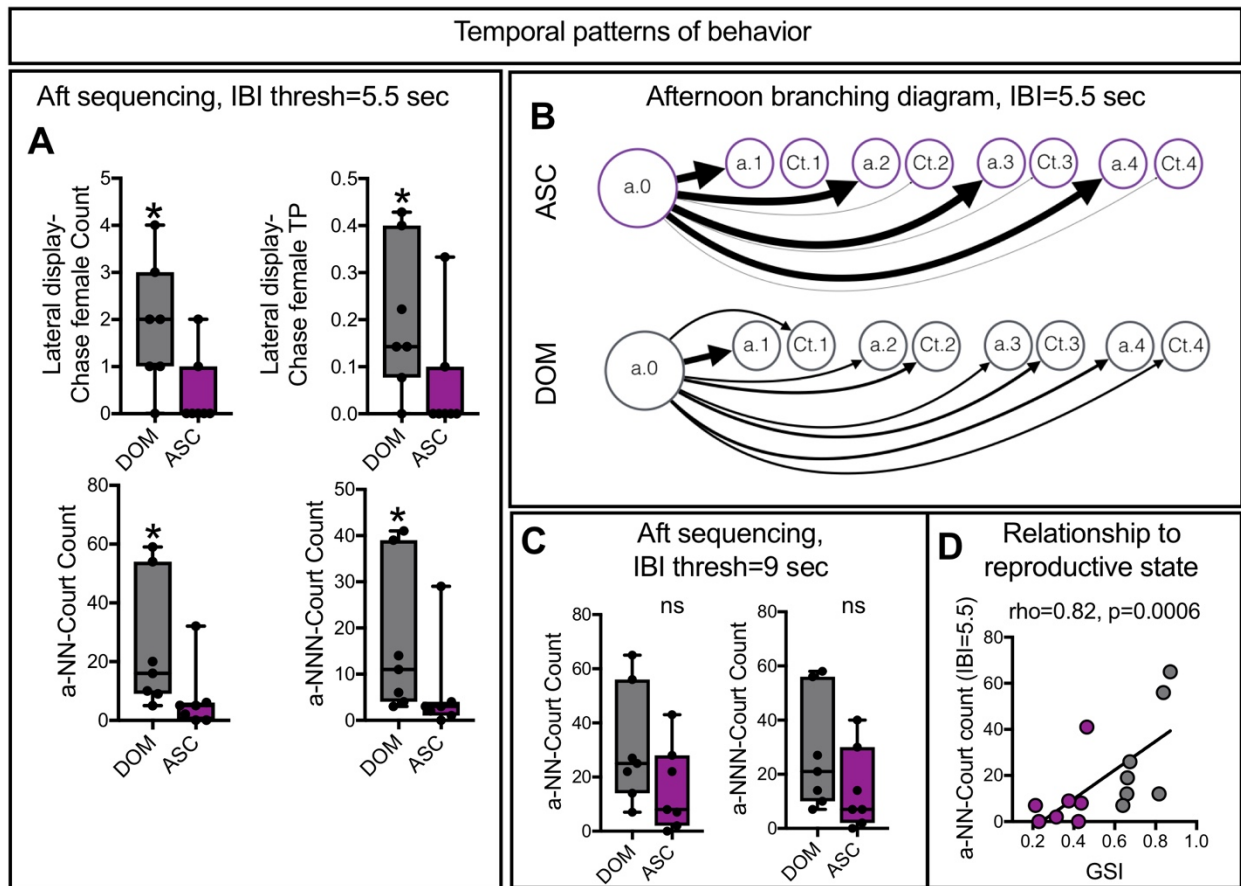 Temporal patterns of behavior
Aft sequencing, IBI thresh=5.5 sec
A
Lateral display-
Chase female Count
5
4
3
2
1
0
*
DOM
ASC
Lateral display-
Chase female TP
0.5
0.4
0.3
0.2
0.1
0.0
*
DOM
ASC
a-NN-Court Count
80
60
40
20
0
*
DOM
ASC
a-NNN-Court Count
50
40
30
20
10
0
*
DOM
ASC
Afternoon branching diagram, IBI=5.5 sec
B
ASC
a.0
a.1
Ct.1
a.2
Ct.2
a.3
Ct.3
a.4
Ct.4
DOM
a.0
a.1
Ct.1
a.2
Ct.2
a.3
Ct.3
a.4
Ct.4
C
Aft sequencing,
IBI thresh=9 sec
a-NN-Court Count
80
60
40
20
0
ns
DOM
ASC
a-NNN-Court Count
80
60
40
20
0
ns
DOM
ASC
D
Relationship to
reproductive state
rho=0.82, p=0.0006
a-NN-Court count (IBI=5.5)
80
60
40
20
0
0.2
0.4
0.6
0.8
1.0
GSI